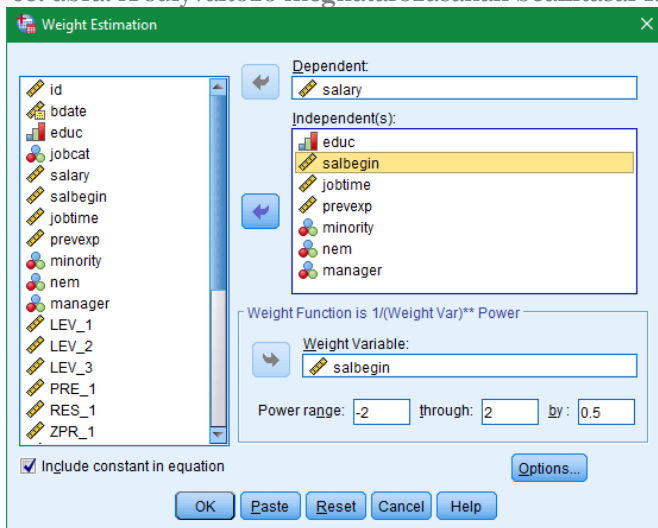 Weight Estimation
id
bdate
educ
jobcat
salary
salbegin
jobtime
prevexp
minority
nem
manager
LEV_1
LEV_2
LEV_3
PRE_1
RES_1
ZPR_1
Dependent:
salary
Independent(s):
educ
salbegin
jobtime
prevexp
minority
nem
manager
Weight Function is 1/(Weight Var)** Power
Weight Variable:
salbegin
Power range: -2 through: 2 by: 0.5
Include constant in equation
Options...
OK Paste Reset Cancel Help